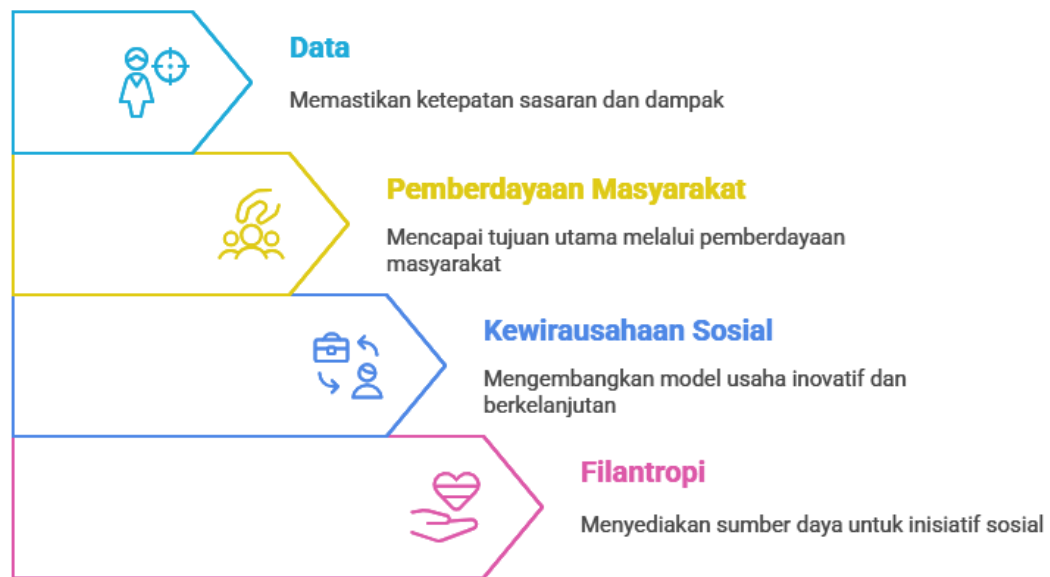 Data
Memastikan ketepatan sasaran dan dampak
Pemberdayaan Masyarakat
Mencapai tujuan utama melalui pemberdayaan
masyarakat
Kewirausahaan Sosial
Mengembangkan model usaha inovatif dan
berkelanjutan
Filantropi
Menyediakan sumber daya untuk inisiatif sosial